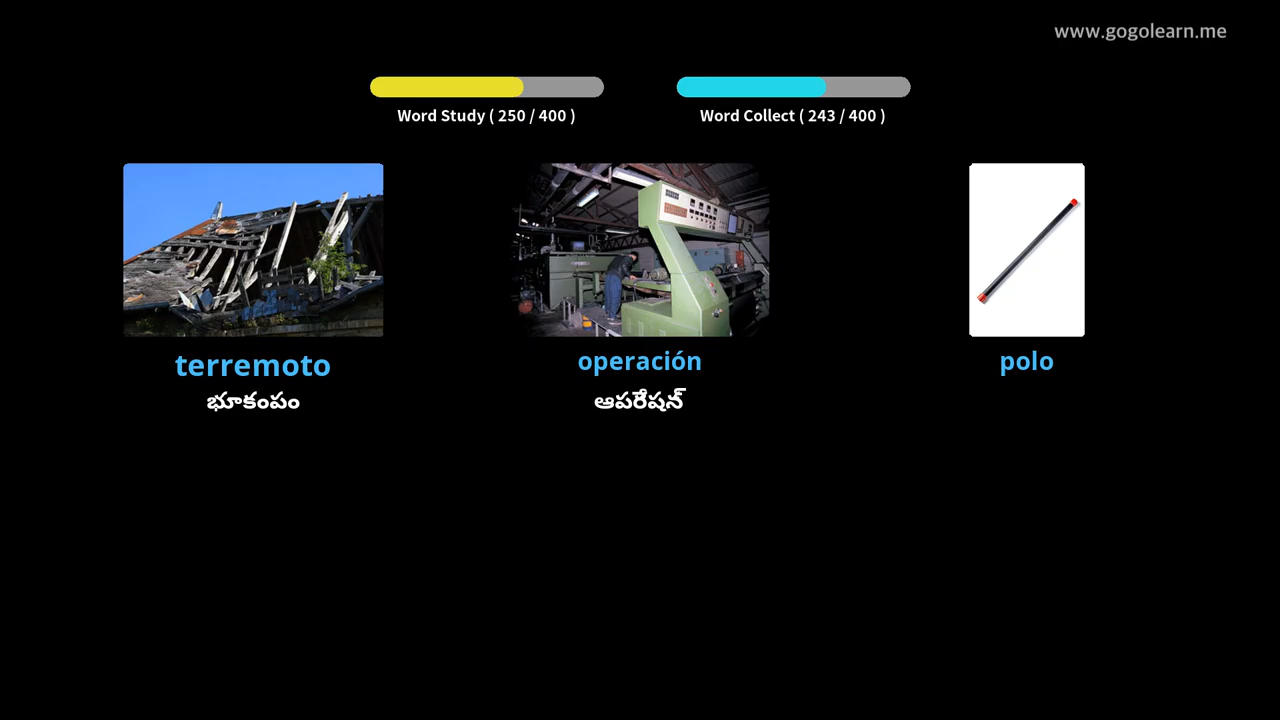 www.gogolearn.me
Word Study ( 250 / 400 )
Word Collect ( 243 / 400 )
terremoto
భూకంపం
operación
ఆపరేషన్
polo